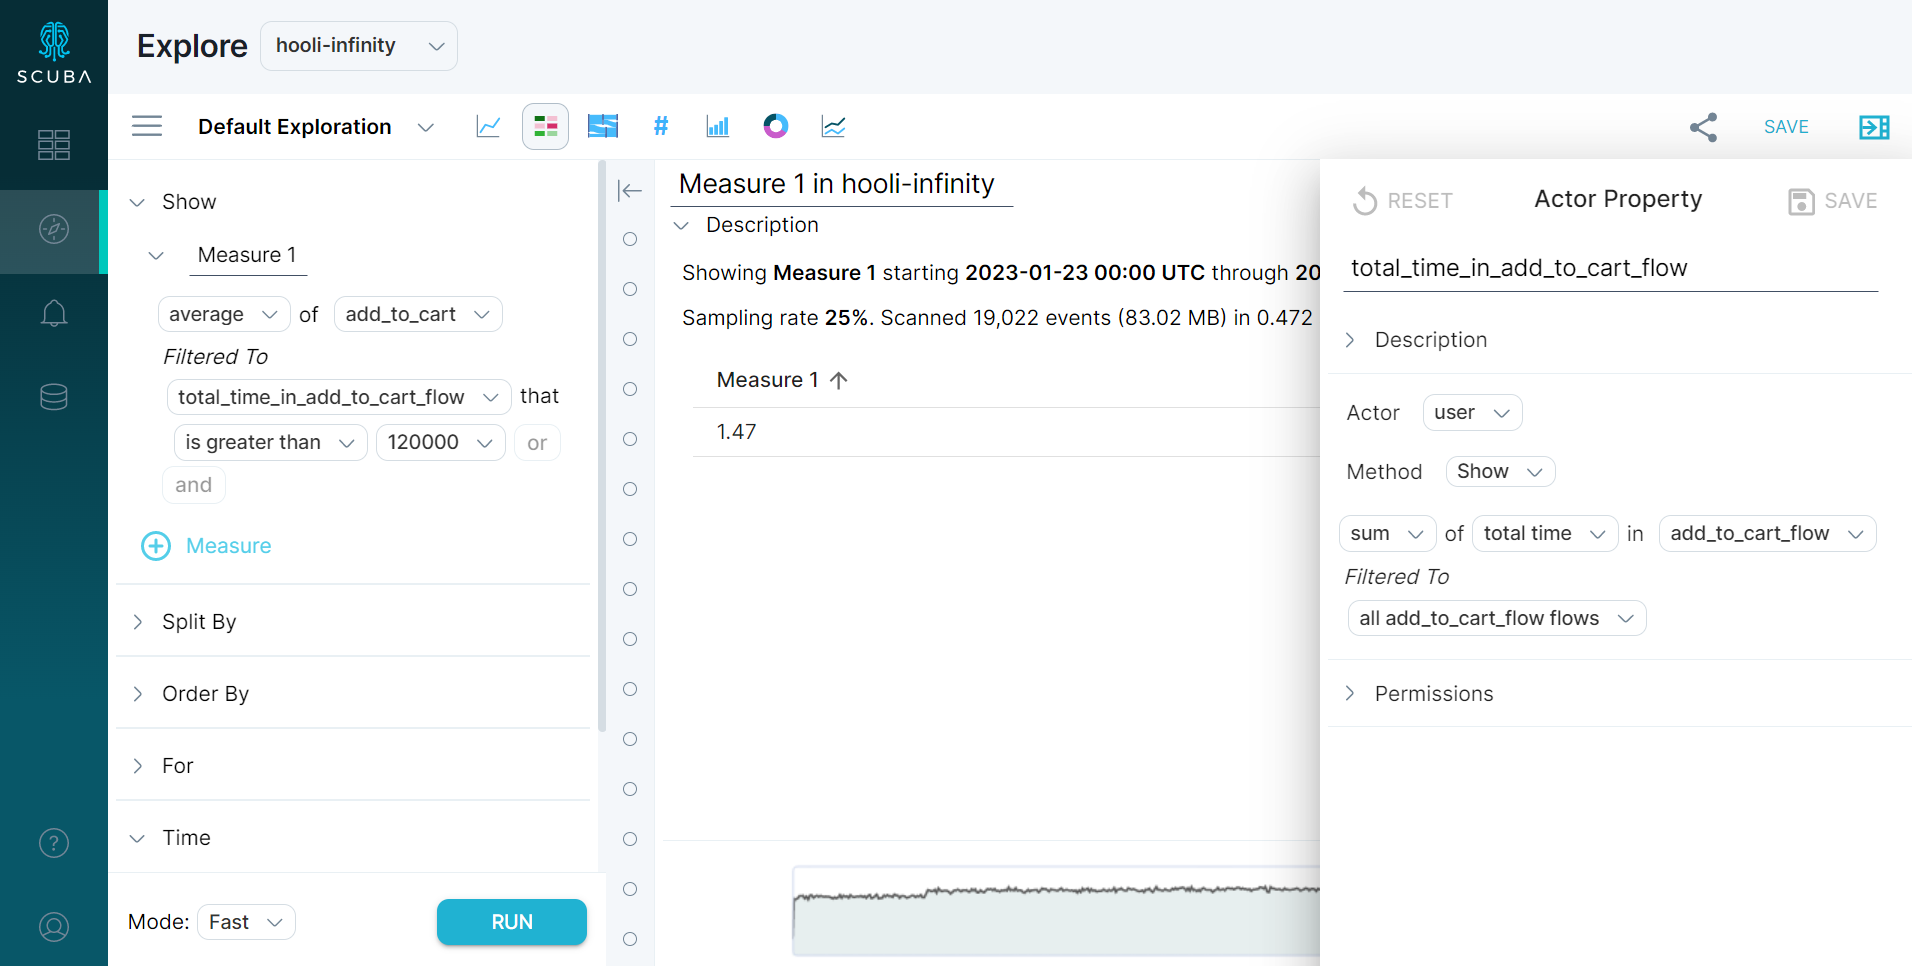 SCUBA
Explore
hooli-infinity
Default Exploration
#
SAVE
Show
Measure 1
average of add_to_cart
Filtered To
total_time_in_add_to_cart_flow that
is greater than 120000 or
and
Measure
Split By
Order By
For
Time
Mode: Fast
RUN
Measure 1 in hooli-infinity
Description
Showing Measure 1 starting 2023-01-23 00:00 UTC through 20
Sampling rate 25%. Scanned 19,022 events (83.02 MB) in 0.472
Measure 1
1.47
RESET
Actor Property
SAVE
total_time_in_add_to_cart_flow
Description
Actor user
Method Show
sum of total time in add_to_cart_flow
Filtered To
all add_to_cart_flow flows
Permissions
?